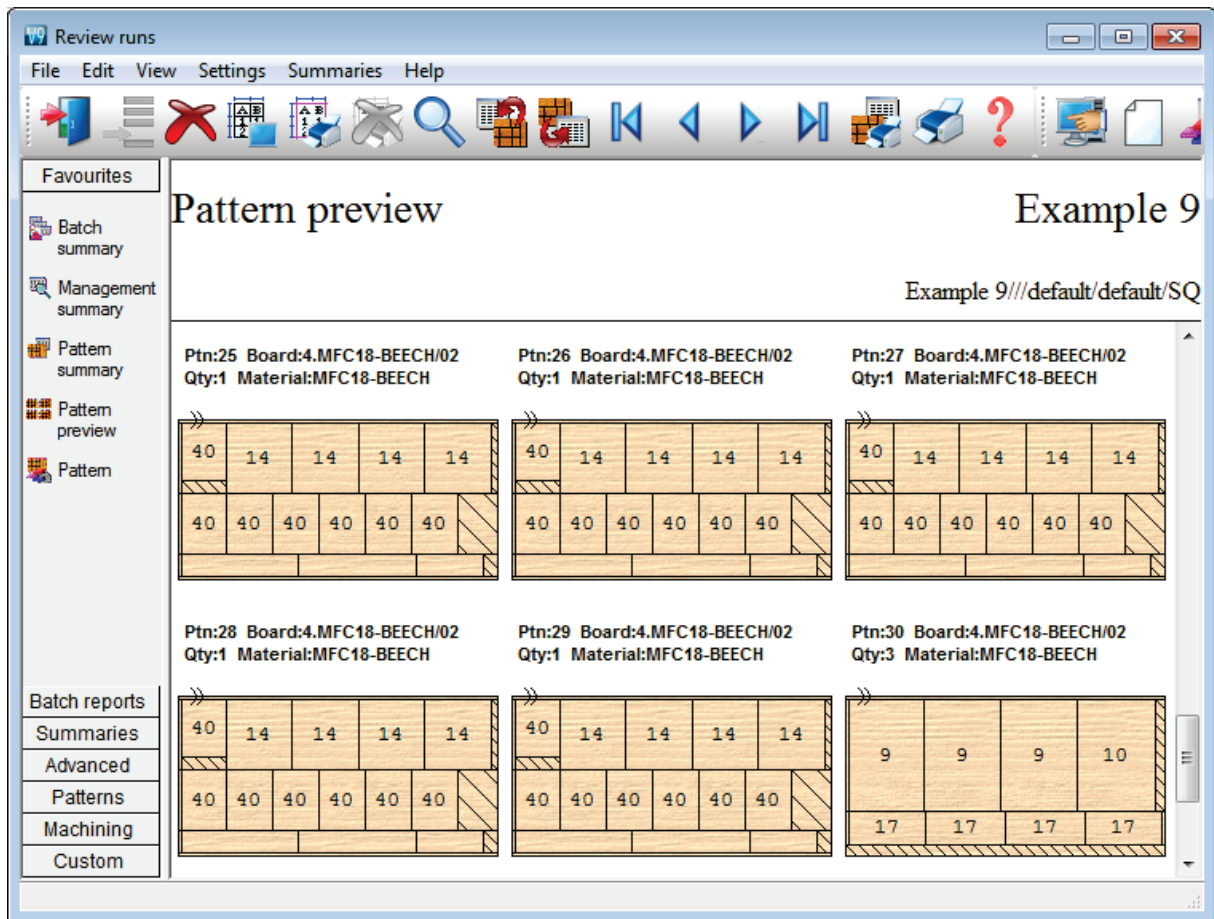 V9 Review runs
File Edit View Settings Summaries Help
Favourites
Batch
summary
Management
summary
Pattern
summary
Pattern
preview
Pattern
Batch reports
Summaries
Advanced
Patterns
Machining
Custom
Pattern preview
Example 9
Example 9///default/default/SQ
Ptn:25 Board:4.MFC18-BEECH/02
Qty:1 Material:MFC18-BEECH
40 14 14 14 14
40 40 40 40 40 40
Ptn:26 Board:4.MFC18-BEECH/02
Qty:1 Material:MFC18-BEECH
40 14 14 14 14
40 40 40 40 40 40
Ptn:27 Board:4.MFC18-BEECH/02
Qty:1 Material:MFC18-BEECH
40 14 14 14 14
40 40 40 40 40 40
Ptn:28 Board:4.MFC18-BEECH/02
Qty:1 Material:MFC18-BEECH
40 14 14 14 14
40 40 40 40 40 40
Ptn:29 Board:4.MFC18-BEECH/02
Qty:1 Material:MFC18-BEECH
40 14 14 14 14
40 40 40 40 40 40
Ptn:30 Board:4.MFC18-BEECH/02
Qty:3 Material:MFC18-BEECH
9 9 9 10
17 17 17 17